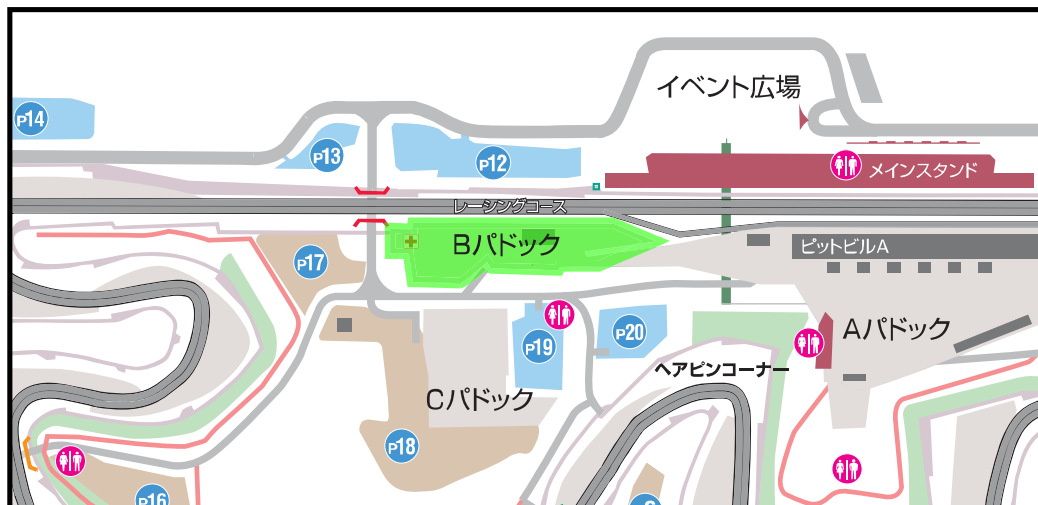 イベント広場
P14
P13
P12
メインスタンド
レーシングコース
Bパドック
ピットビルA
P17
P20
P19
Aパドック
ヘアピンコーナー
Cパドック
P18
P16